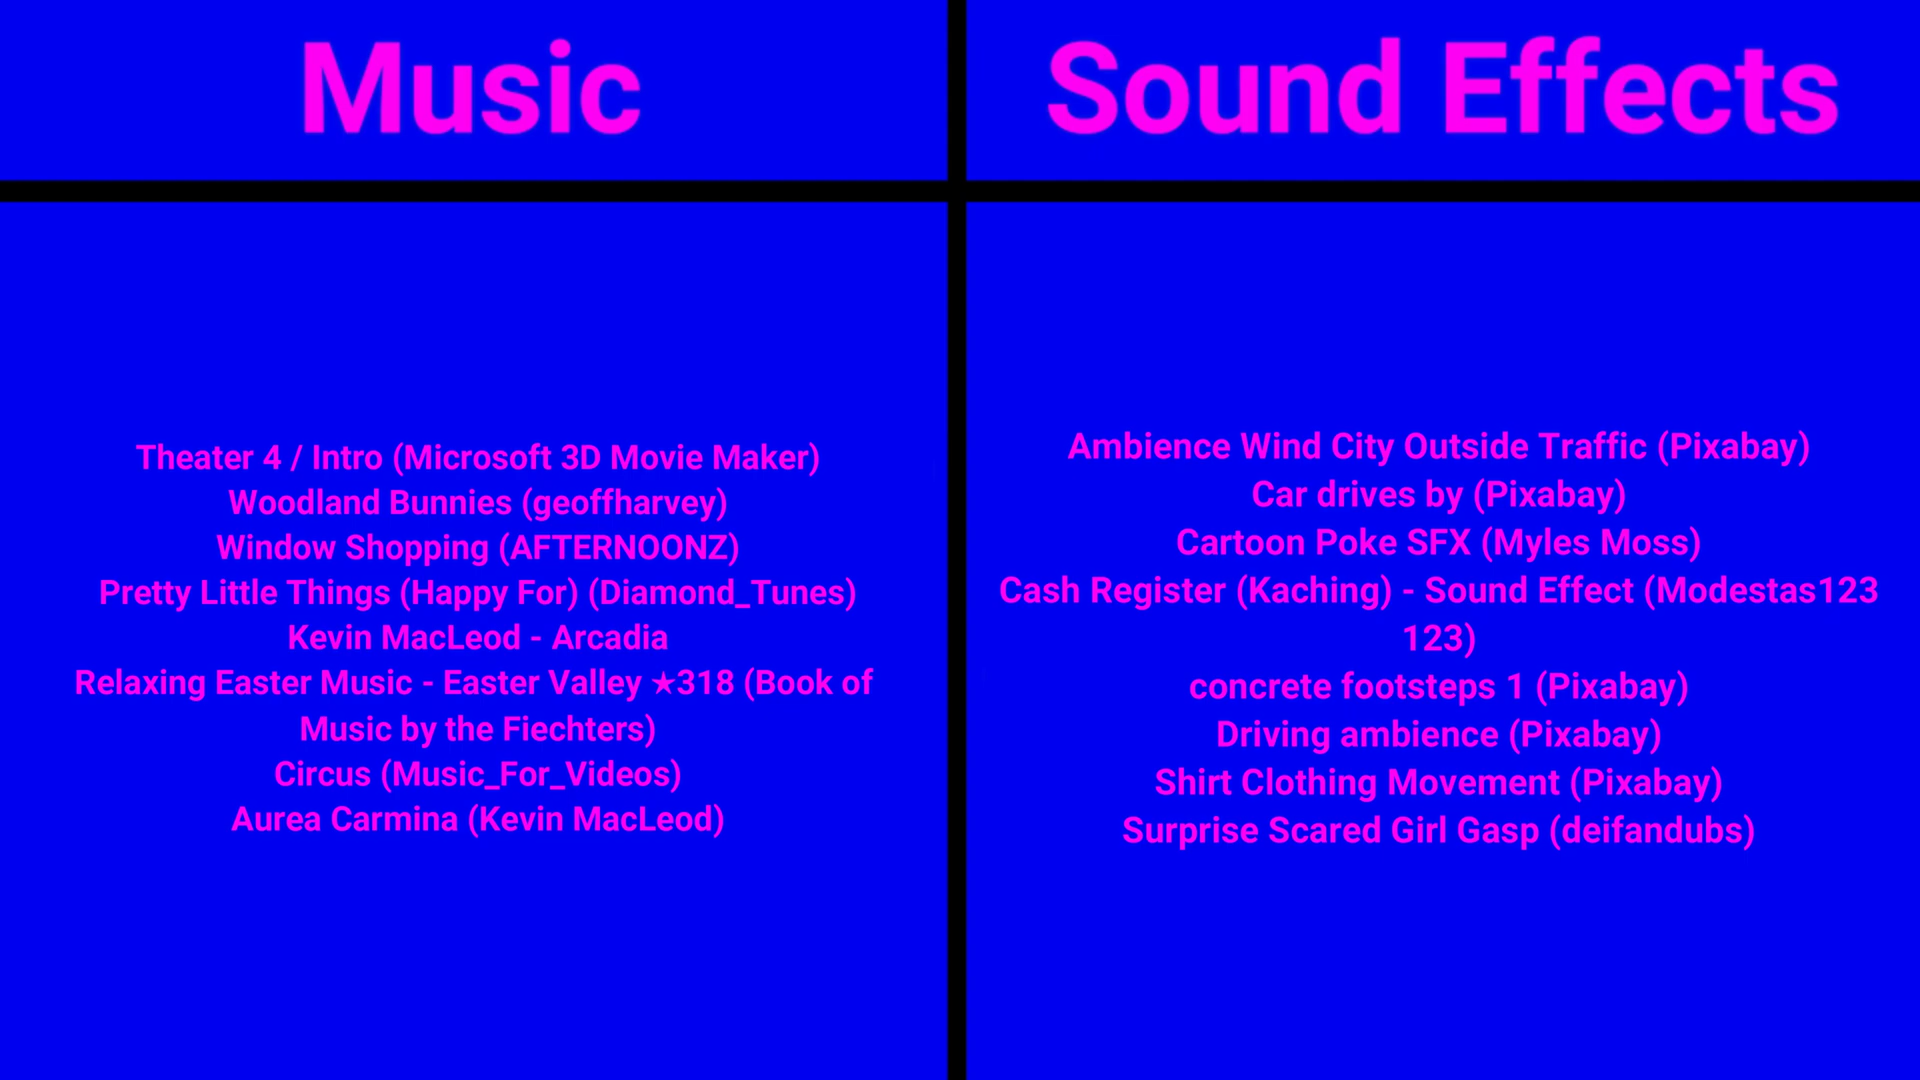 Music
Theater 4 / Intro (Microsoft 3D Movie Maker)
Woodland Bunnies (geoffharvey)
Window Shopping (AFTERNOONZ)
Pretty Little Things (Happy For) (Diamond_Tunes)
Kevin MacLeod - Arcadia
Relaxing Easter Music - Easter Valley ★318 (Book of
Music by the Fiechters)
Circus (Music_For_Videos)
Aurea Carmina (Kevin MacLeod)
Sound Effects
Ambience Wind City Outside Traffic (Pixabay)
Car drives by (Pixabay)
Cartoon Poke SFX (Myles Moss)
Cash Register (Kaching) - Sound Effect (Modestas123
123)
concrete footsteps 1 (Pixabay)
Driving ambience (Pixabay)
Shirt Clothing Movement (Pixabay)
Surprise Scared Girl Gasp (deifandubs)